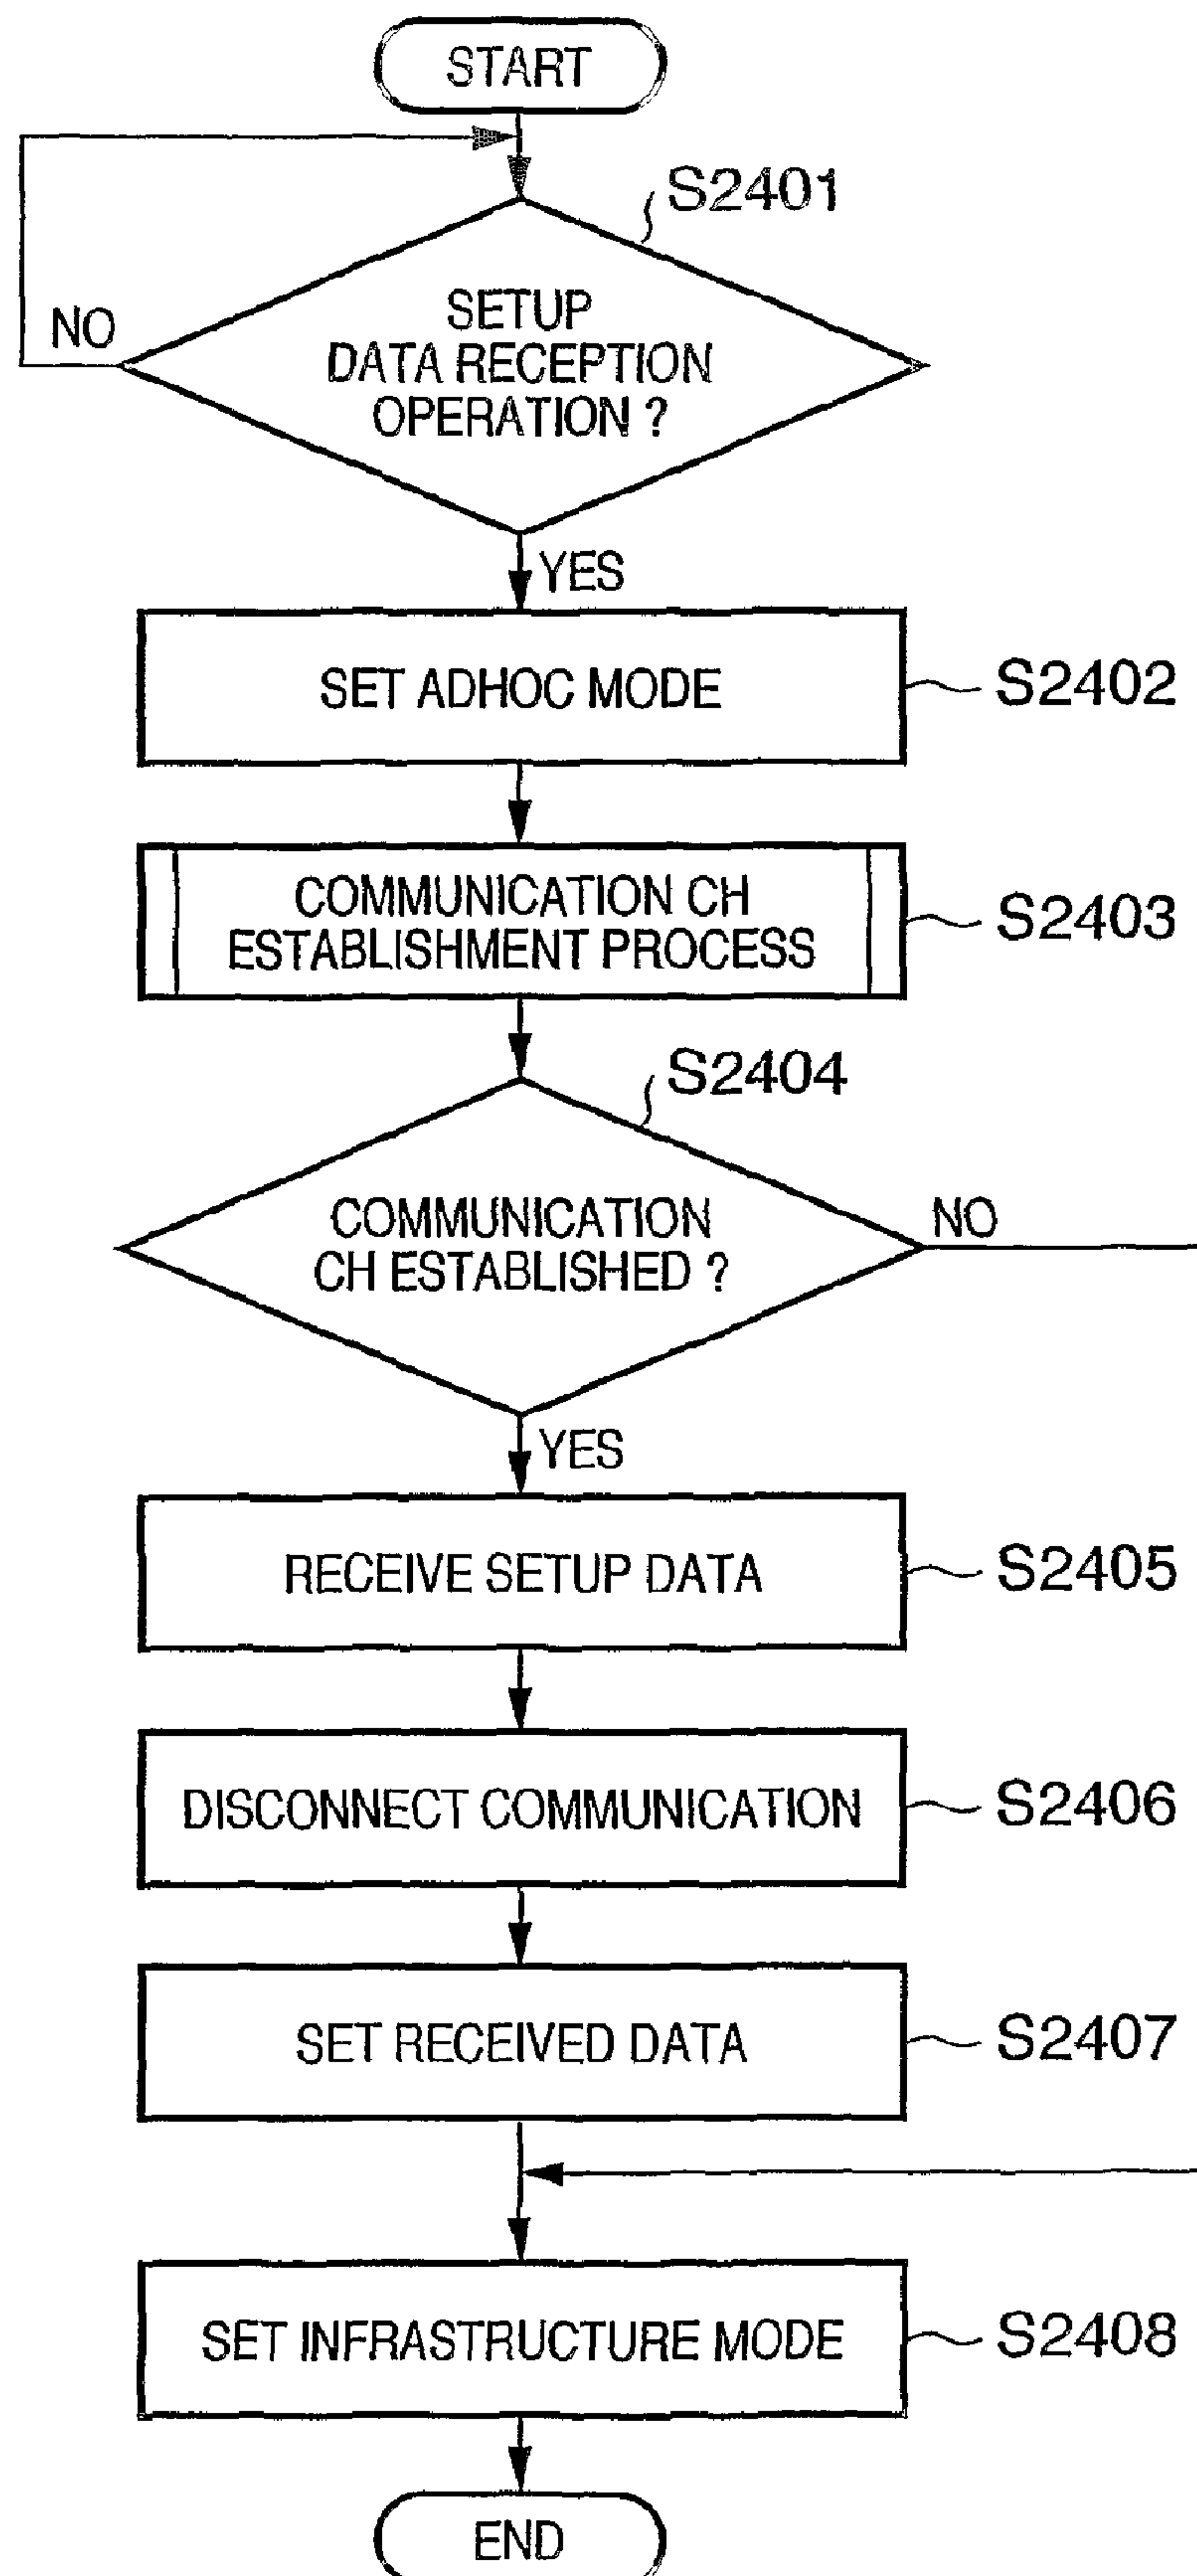 START
S2401
SETUP
DATA RECEPTION
OPERATION ?
NO
YES
SET ADHOC MODE
S2402
COMMUNICATION CH
ESTABLISHMENT PROCESS
S2403
S2404
COMMUNICATION
CH ESTABLISHED ?
NO
YES
RECEIVE SETUP DATA
S2405
DISCONNECT COMMUNICATION
S2406
SET RECEIVED DATA
S2407
SET INFRASTRUCTURE MODE
S2408
END